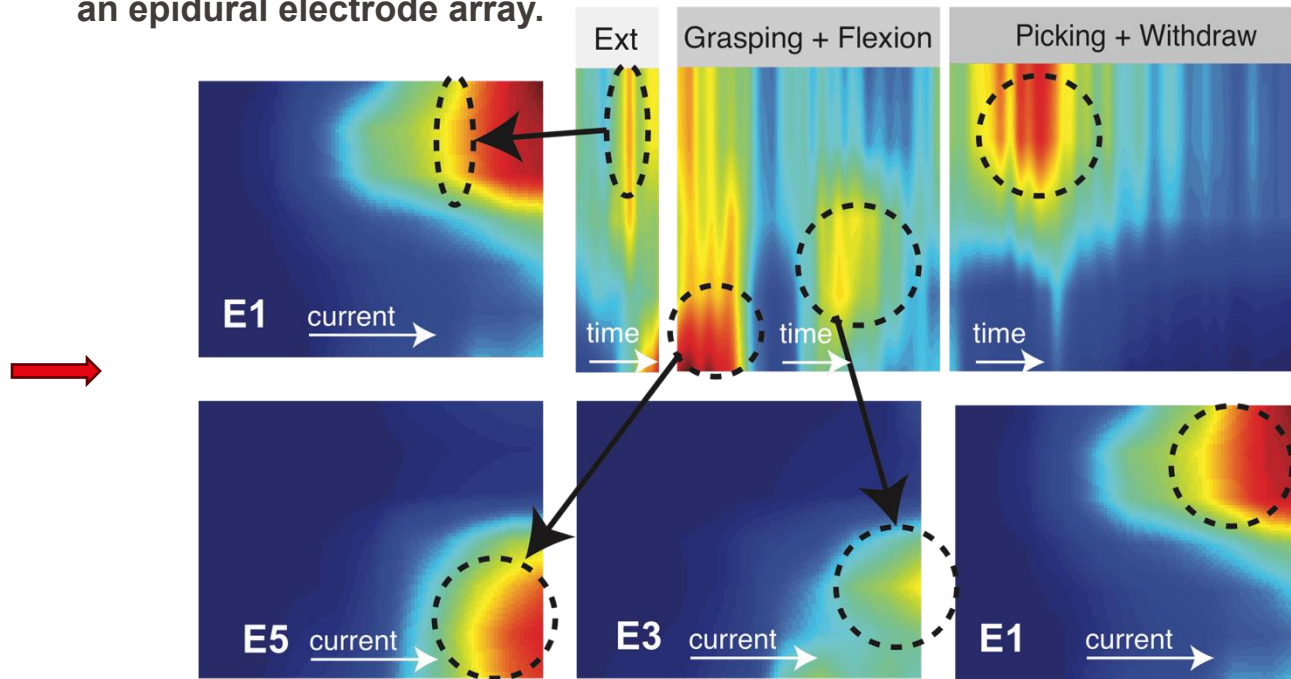 an epidural electrode array.
Ext
Grasping + Flexion
Picking + Withdraw
E1
current
time
time
time
E5
current
E3
current
E1
current